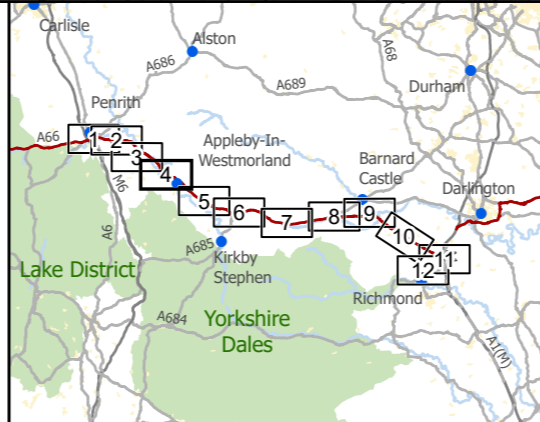 Carlisle
Alston
A686
A68
A689
Durham
Penrith
A66
1
2
3
4
Appleby-In-
Westmorland
Barnard
Castle
Darlington
M6
A6
5
6
7
8
9
10
11
12
A685
Kirkby
Stephen
Lake District
Richmond
A684
Yorkshire
Dales
A1(M)